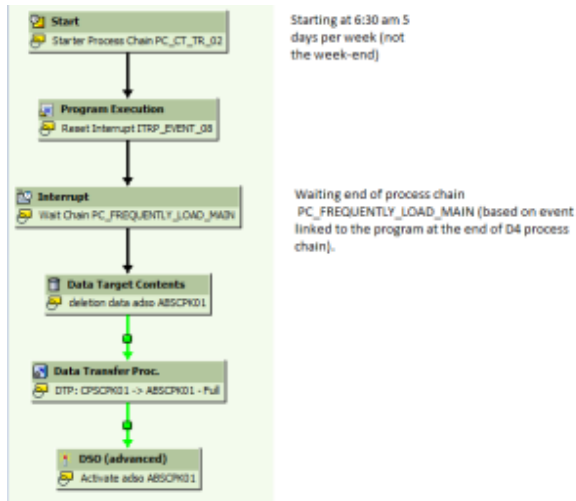 Start
Starter Process Chain PC_CT_TR_02
Starting at 6:30 am 5
days per week (not
the week-end)
Program Execution
Reset Interrupt ITRP_EVENT_08
Interrupt
Wait Chain PC_FREQUENTLY_LOAD_MAIN
Waiting end of process chain
PC_FREQUENTLY_LOAD_MAIN (based on event
linked to the program at the end of D4 process
chain).
Data Target Contents
deletion data adso ABSCPK01
Data Transfer Proc.
DTP: CPSCPK01 -> ABSCPK01 - Full
DSO (advanced)
Activate adso ABSCPK01